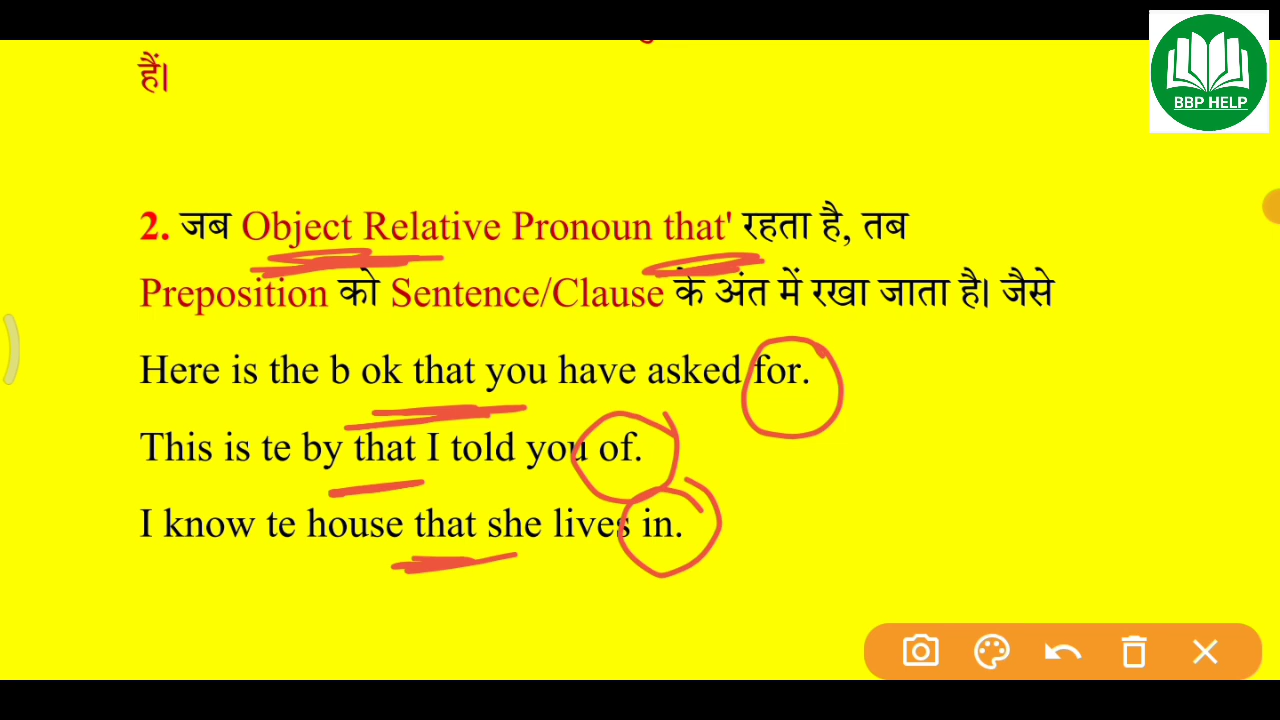 हैं।
BBP HELP
2. जब Object Relative Pronoun that' रहता है, तब
Preposition को Sentence/Clause के अंत में रखा जाता है। जैसे
Here is the b ok that you have asked for.
This is te by that I told you of.
I know te house that she lives in.